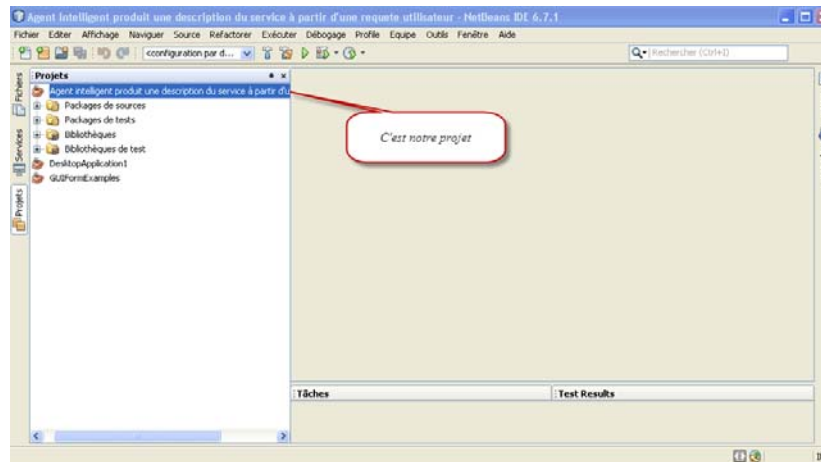 Agent intelligent produit une description du service à partir d'une requete utilisateur - NetBeans IDE 6.7.1
Fichier Editer Affichage Naviguer Source Refactorer Exécuter Débogage Profile Equipe Outils Fenêtre Aide
<configuration par d...
Rechercher (Ctrl+I)
Fichiers
Services
Projets
Projets
Agent intelligent produit une description du service à partir d'u
Packages de sources
Packages de tests
Bibliothèques
Bibliothèques de test
DesktopApplication1
GUIFormExamples
C'est notre projet
Tâches
Test Results